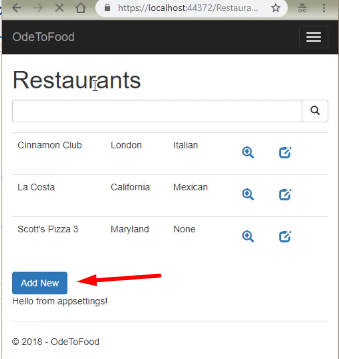 https://localhost:44372/Restaura...
OdeToFood
Restaurants
Cinnamon Club London Italian
La Costa California Mexican
Scott's Pizza 3 Maryland None
Add New
Hello from appsettings!
© 2018 - OdeToFood